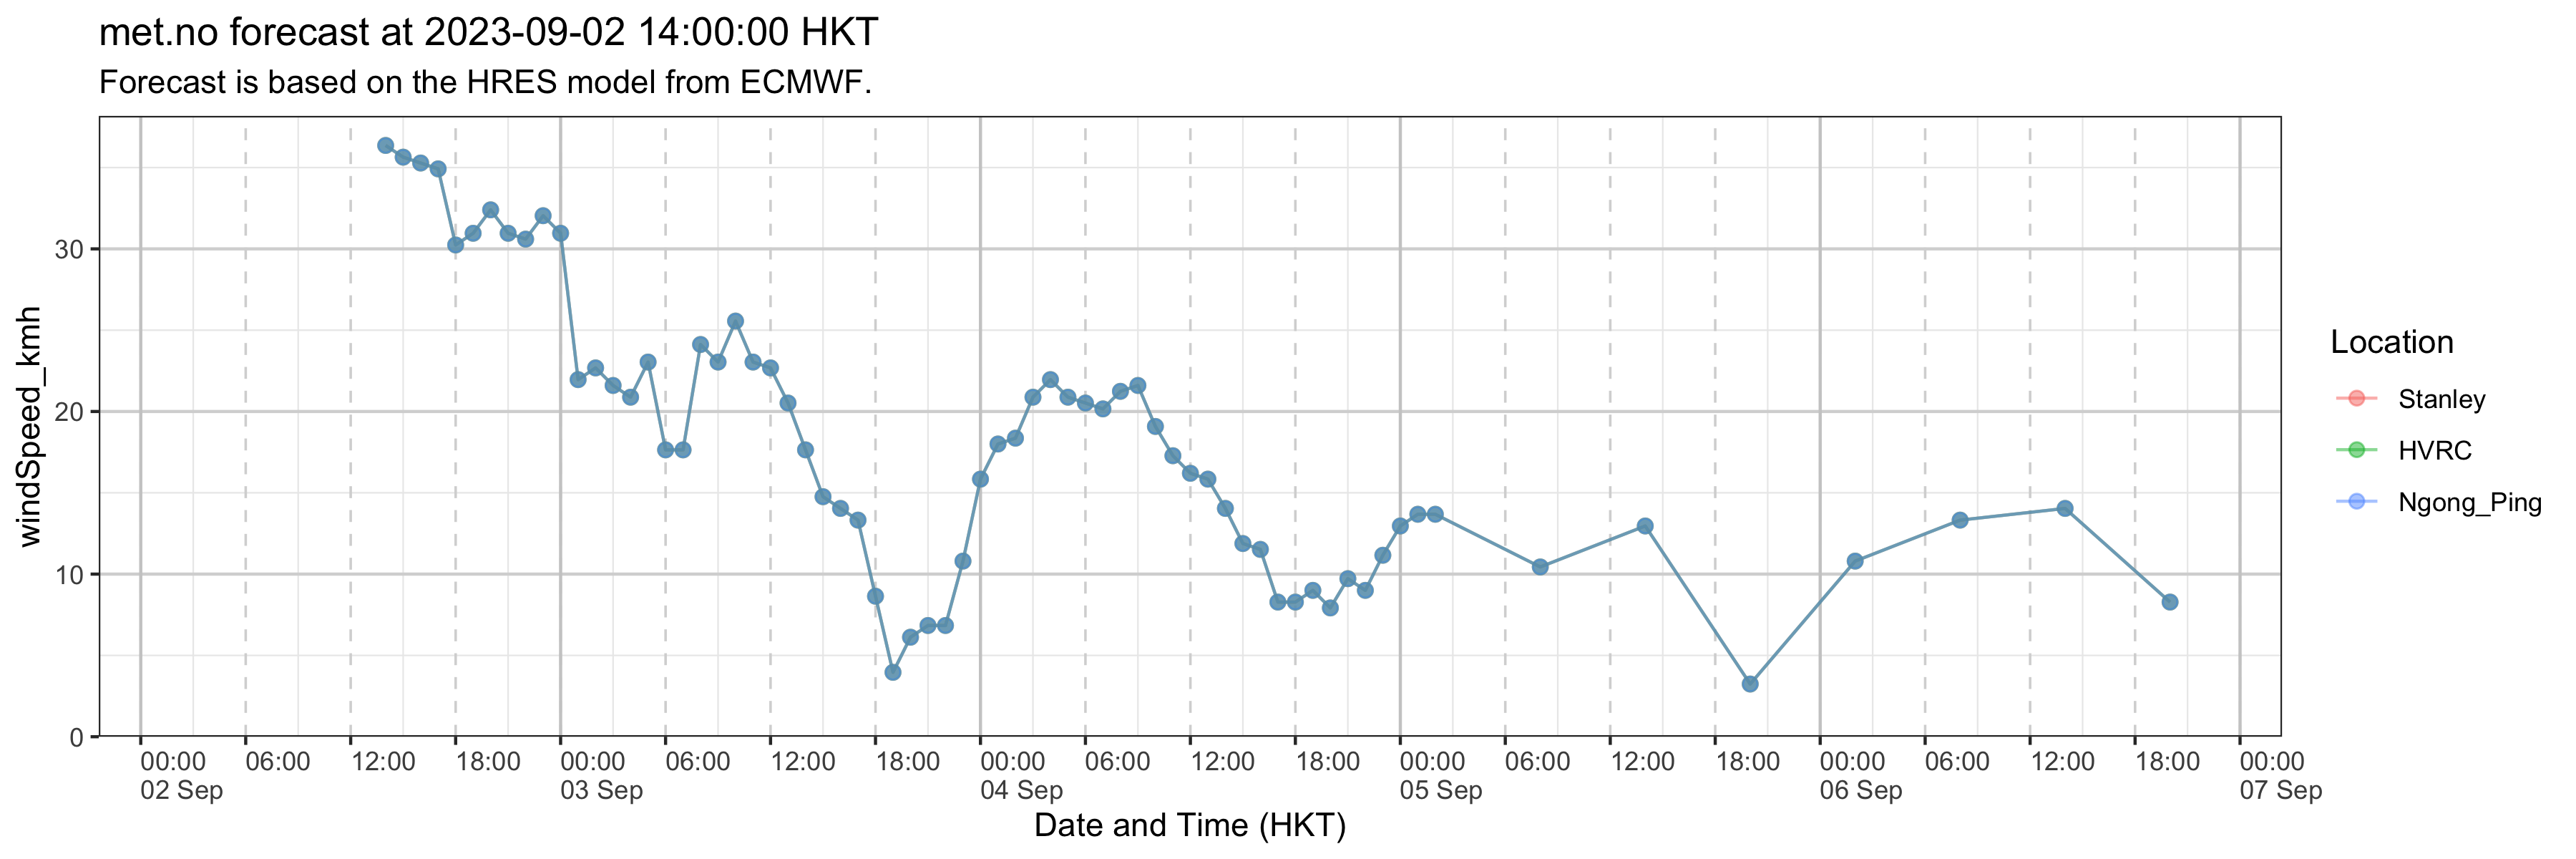 met.no forecast at 2023-09-02 14:00:00 HKT
Forecast is based on the HRES model from ECMWF.
windSpeed_kmh
30
20
10
0
00:00 06:00 12:00 18:00 00:00 06:00 12:00 18:00 00:00 06:00 12:00 18:00 00:00 06:00 12:00 18:00 00:00 06:00 12:00 18:00 00:00
02 Sep 03 Sep 04 Sep 05 Sep 06 Sep 07 Sep
Date and Time (HKT)
Location
Stanley
HVRC
Ngong_Ping